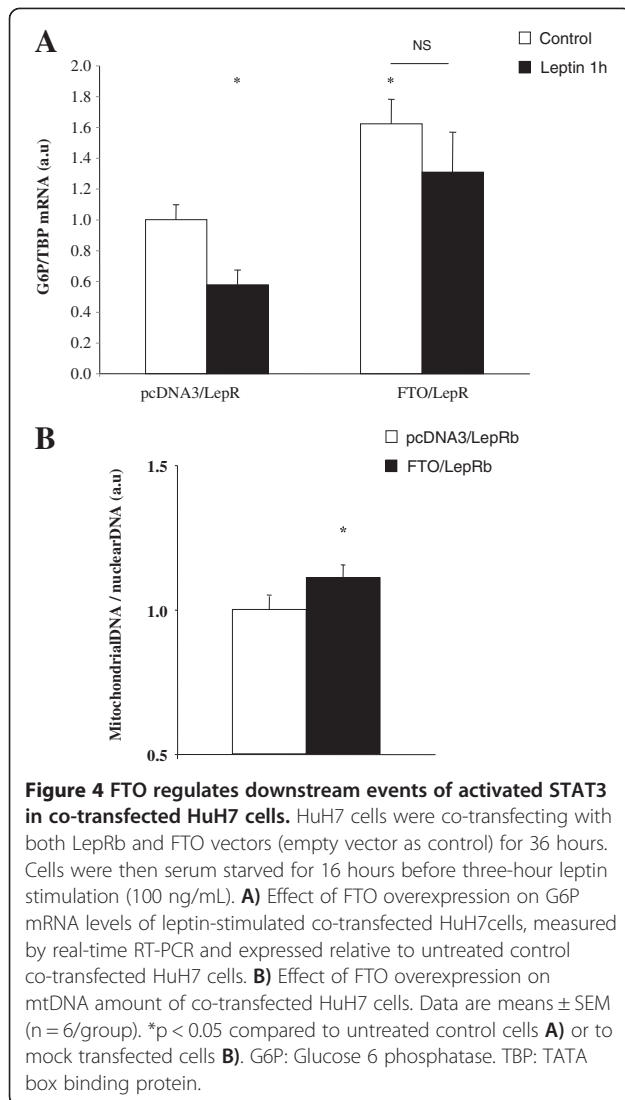 A
NS
Control
Leptin 1h
2.0
1.8
1.6
1.4
1.2
1.0
0.8
0.6
0.4
0.2
0.0
G6P/TBP mRNA (a.u)
*
*
pcDNA3/LepR
FTO/LepR
B
pcDNA3/LepRb
FTO/LepRb
1.5
1.0
0.5
MitochondrialDNA / nuclearDNA (a.u)
*
Figure 4 FTO regulates downstream events of activated STAT3
in co-transfected HuH7 cells. HuH7 cells were co-transfecting with
both LepRb and FTO vectors (empty vector as control) for 36 hours.
Cells were then serum starved for 16 hours before three-hour leptin
stimulation (100 ng/mL). A) Effect of FTO overexpression on G6P
mRNA levels of leptin-stimulated co-transfected HuH7cells, measured
by real-time RT-PCR and expressed relative to untreated control
co-transfected HuH7 cells. B) Effect of FTO overexpression on
mtDNA amount of co-transfected HuH7 cells. Data are means ± SEM
(n = 6/group). *p < 0.05 compared to untreated control cells A) or to
mock transfected cells B). G6P: Glucose 6 phosphatase. TBP: TATA
box binding protein.